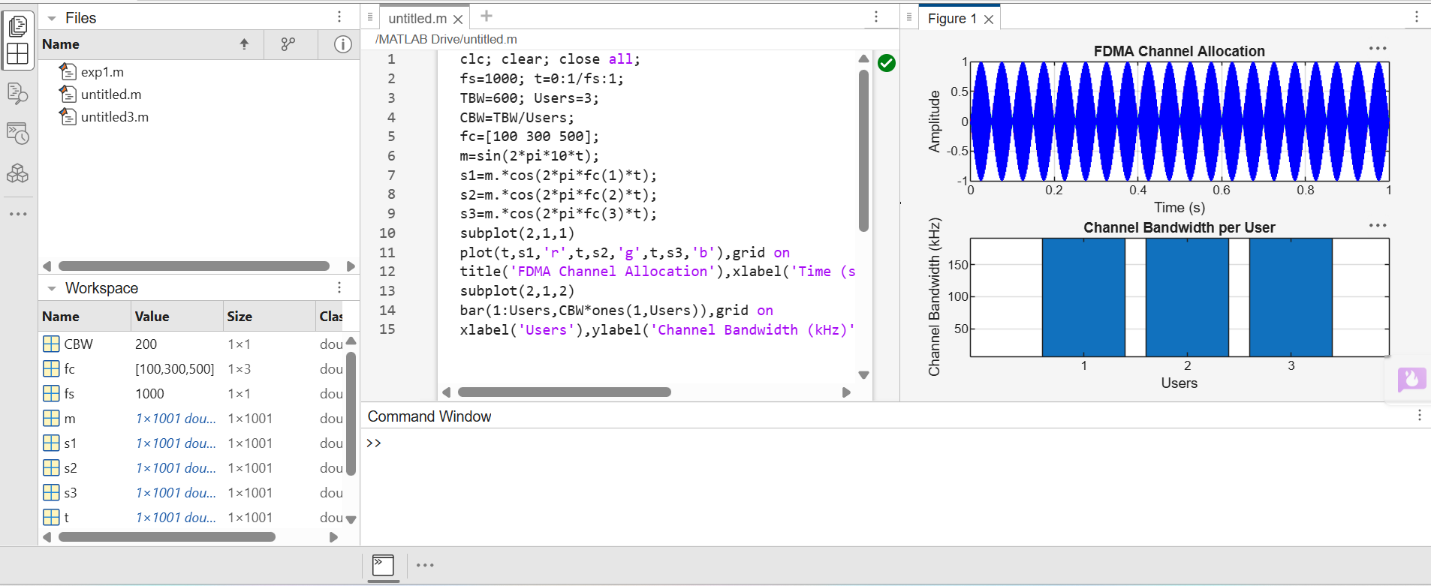 Files
Name
exp1.m
untitled.m
untitled3.m
Workspace
Name Value Size Clas
CBW 200 1×1 dou
fc [100,300,500] 1×3 dou
fs 1000 1×1 dou
m 1×1001 dou... 1×1001 dou
s1 1×1001 dou... 1×1001 dou
s2 1×1001 dou... 1×1001 dou
s3 1×1001 dou... 1×1001 dou
t 1×1001 dou... 1×1001 dou
untitled.m
/MATLAB Drive/untitled.m
1 clc; clear; close all;
2 fs=1000; t=0:1/fs:1;
3 TBW=600; Users=3;
4 CBW=TBW/Users;
5 fc=[100 300 500];
6 m=sin(2*pi*10*t);
7 s1=m.*cos(2*pi*fc(1)*t);
8 s2=m.*cos(2*pi*fc(2)*t);
9 s3=m.*cos(2*pi*fc(3)*t);
10 subplot(2,1,1)
11 plot(t,s1,'r',t,s2,'g',t,s3,'b'),grid on
12 title('FDMA Channel Allocation'),xlabel('Time (s
13 subplot(2,1,2)
14 bar(1:Users,CBW*ones(1,Users)),grid on
15 xlabel('Users'),ylabel('Channel Bandwidth (kHz)'
Command Window
>>
Figure 1
FDMA Channel Allocation
Amplitude
1
0.5
0
-0.5
-1
0 0.2 0.4 0.6 0.8 1
Time (s)
Channel Bandwidth per User
Channel Bandwidth (kHz)
150
100
50
1 2 3
Users